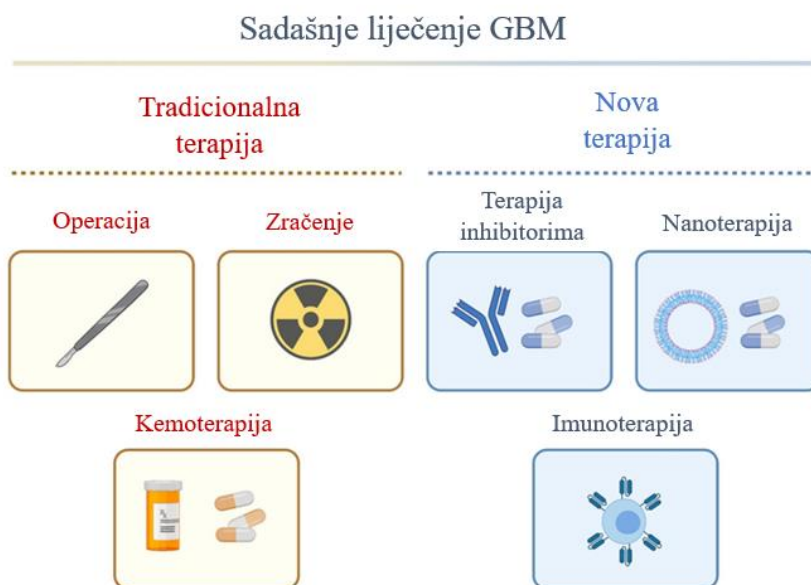 Sadašnje liječenje GBM
Tradicionalna
terapija
Nova
terapija
Operacija
Zračenje
Terapija
inhibitorima
Nanoterapija
Kemoterapija
Imunoterapija